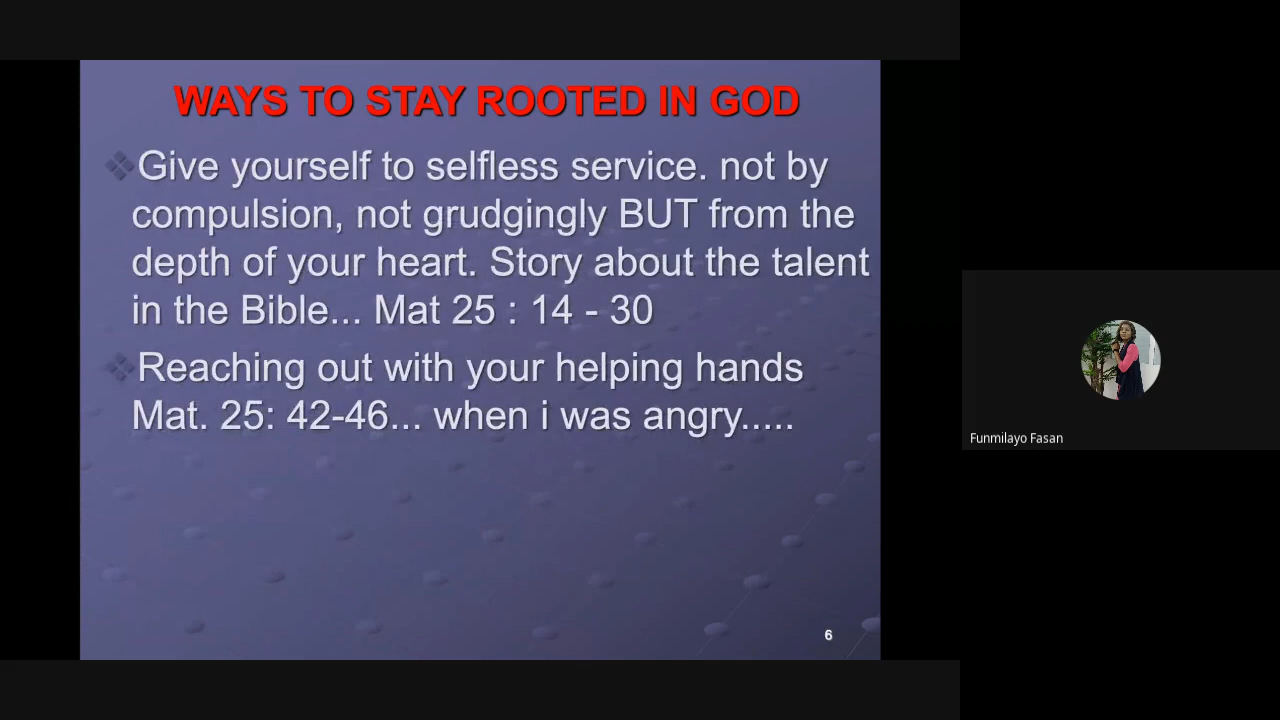 WAYS TO STAY ROOTED IN GOD
Give yourself to selfless service. not by
compulsion, not grudgingly BUT from the
depth of your heart. Story about the talent
in the Bible... Mat 25 : 14 - 30
Reaching out with your helping hands
Mat. 25: 42-46... when i was angry.....
6
Funmilayo Fasan